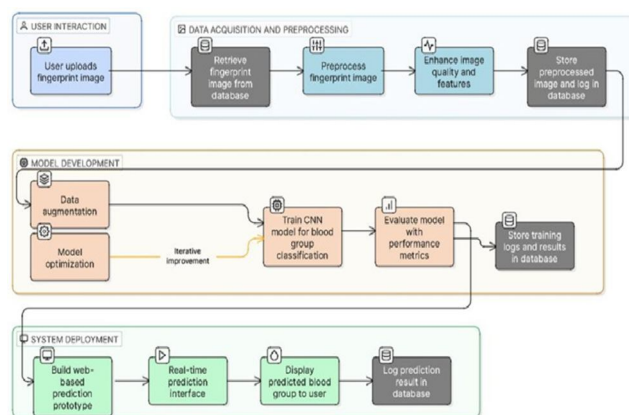 USER INTERACTION
User uploads
fingerprint image
DATA ACQUISITION AND PREPROCESSING
Retrieve
fingerprint
image from
database
Preprocess
fingerprint image
Enhance image
quality and
features
Store
preprocessed
image and log in
database
MODEL DEVELOPMENT
Data
augmentation
Model
optimization
Iterative
improvement
Train CNN
model for blood
group
classification
Evaluate model
with
performance
metrics
Store training
logs and results
in database
SYSTEM DEPLOYMENT
Build web-
based
prediction
prototype
Real-time
prediction
interface
Display
predicted blood
group to user
Log prediction
result in
database